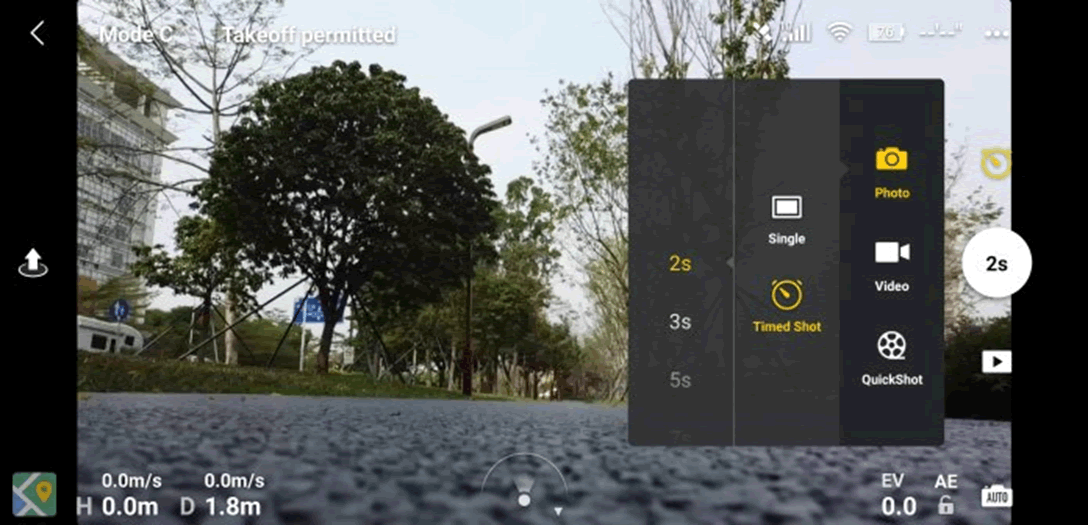 Mode C
Takeoff permitted
76
--'--"
...
Photo
Single
2s
Video
2s
3s
Timed Shot
5s
QuickShot
7s
0.0m/s
0.0m/s
H 0.0m
D 1.8m
EV
AE
0.0
AUTO